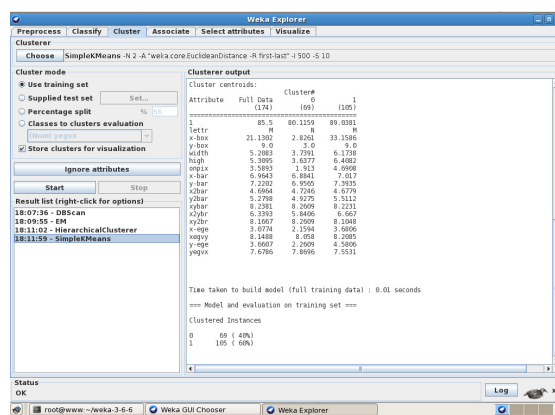 Weka Explorer
Preprocess Classify Cluster Associate Select attributes Visualize
Clusterer
Choose SimpleKMeans -N 2 -A "weka.core.EuclideanDistance -R first-last" -I 500 -S 10
Cluster mode
Use training set
Supplied test set Set...
Percentage split % 66
Classes to clusters evaluation
(Num) yegvx
Store clusters for visualization
Ignore attributes
Start Stop
Result list (right-click for options)
18:07:36 - DBScan
18:09:55 - EM
18:11:02 - HierarchicalClusterer
18:11:59 - SimpleKMeans
Clusterer output
Cluster centroids:
Cluster#
Attribute Full Data 0 1
(174) (69) (105)
============================================
1 85.5 80.1159 89.0381
lettr M N M
x-box 21.1302 2.8261 33.1586
y-box 9.0 3.0 9.0
width 5.2083 3.7391 6.1738
high 5.3095 3.6377 6.4082
onpix 3.5893 1.913 4.6908
x-bar 6.9643 6.8841 7.017
y-bar 7.2202 6.9565 7.3935
x2bar 4.6964 4.7246 4.6779
y2bar 5.2798 4.9275 5.5112
xybar 8.2381 8.2609 8.2231
x2ybr 6.3393 5.8406 6.667
xy2br 8.1667 8.2609 8.1048
x-ege 3.0774 2.1594 3.6806
xegvy 8.1488 8.058 8.2085
y-ege 3.6607 2.2609 4.5806
yegvx 7.6786 7.8696 7.5531
Time taken to build model (full training data) : 0.01 seconds
=== Model and evaluation on training set ===
Clustered Instances
0 69 ( 40%)
1 105 ( 60%)
Status
OK
Log x
root@www:~/weka-3-6-6 Weka GUI Chooser Weka Explorer